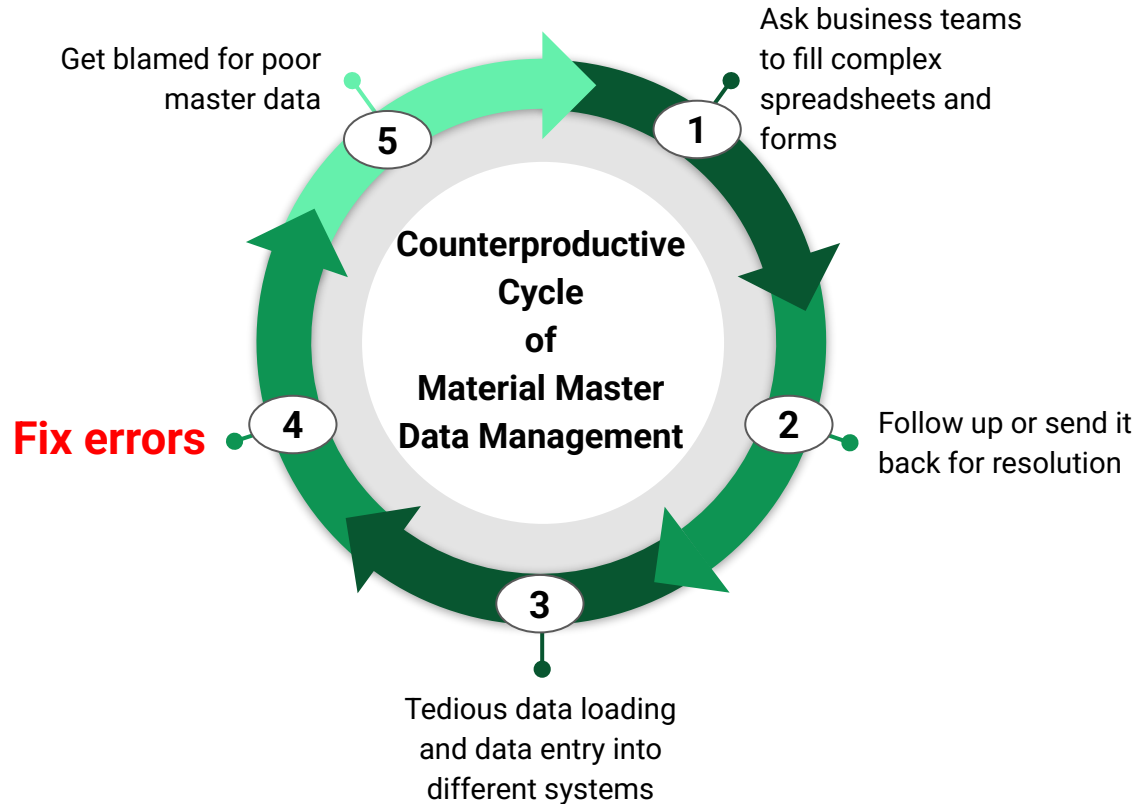 Counterproductive
Cycle
of
Material Master
Data Management
1
Ask business teams
to fill complex
spreadsheets and
forms
2
Follow up or send it
back for resolution
3
Tedious data loading
and data entry into
different systems
4
Fix errors
5
Get blamed for poor
master data